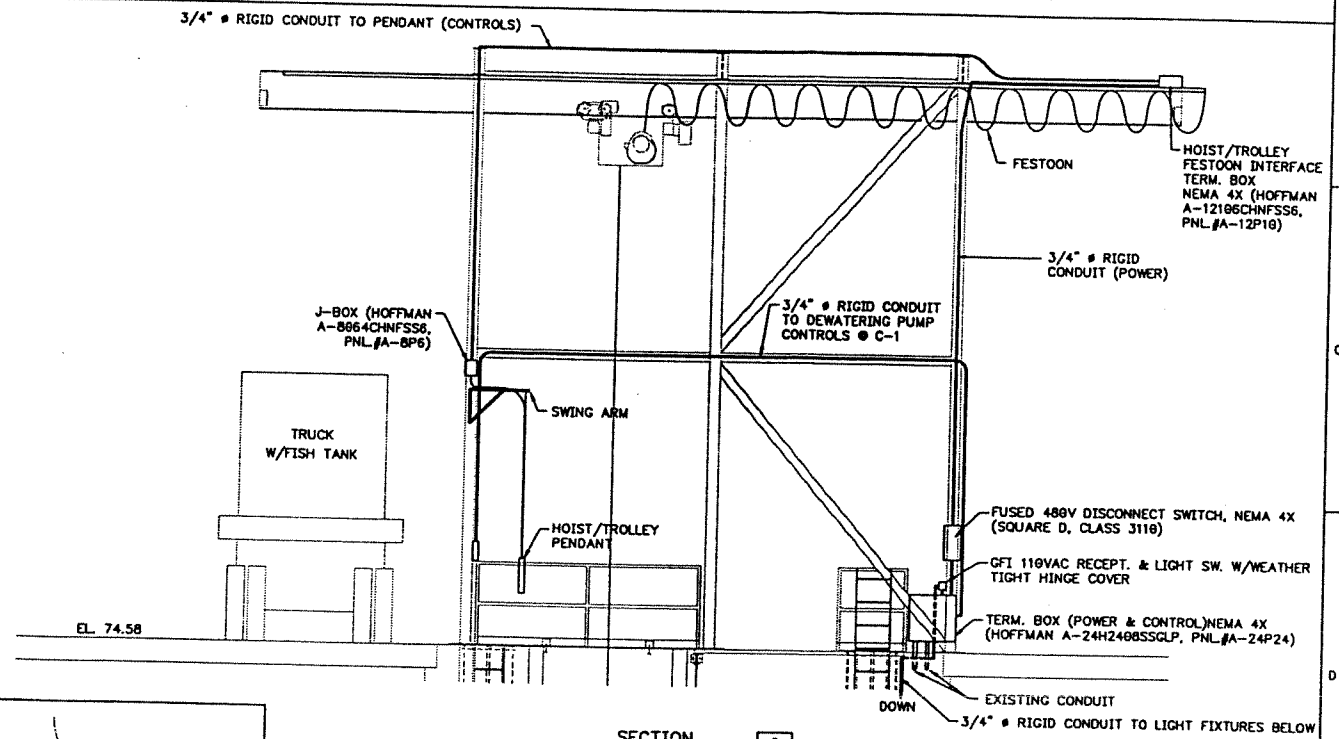 3/4" ø RIGID CONDUIT TO PENDANT (CONTROLS)
FESTOON
HOIST/TROLLEY
FESTOON INTERFACE
TERM. BOX
NEMA 4X (HOFFMAN
A-12106CHNFSS6,
PNL.#A-12P10)
3/4" ø RIGID
CONDUIT (POWER)
3/4" ø RIGID CONDUIT
TO DEWATERING PUMP
CONTROLS @ C-1
J-BOX (HOFFMAN
A-8064CHNFSS6,
PNL.#A-8P6)
C
SWING ARM
TRUCK
W/FISH TANK
HOIST/TROLLEY
PENDANT
FUSED 480V DISCONNECT SWITCH, NEMA 4X
(SQUARE D, CLASS 3110)
GFI 110VAC RECEPT. & LIGHT SW. W/WEATHER
TIGHT HINGE COVER
TERM. BOX (POWER & CONTROL)NEMA 4X
(HOFFMAN A-24H2408SSGLP, PNL.#A-24P24)
EL. 74.58
D
EXISTING CONDUIT
DOWN
3/4" ø RIGID CONDUIT TO LIGHT FIXTURES BELOW
SECTION